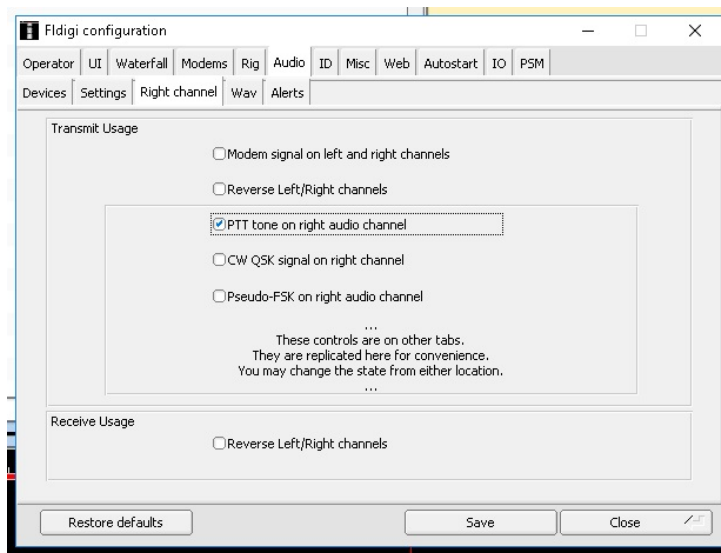 Fldigi configuration
Operator UI Waterfall Modems Rig Audio ID Misc Web Autostart IO PSM
Devices Settings Right channel Wav Alerts
Transmit Usage
Modem signal on left and right channels
Reverse Left/Right channels
PTT tone on right audio channel
CW QSK signal on right channel
Pseudo-FSK on right audio channel
...
These controls are on other tabs.
They are replicated here for convenience.
You may change the state from either location.
...
Receive Usage
Reverse Left/Right channels
Restore defaults Save Close